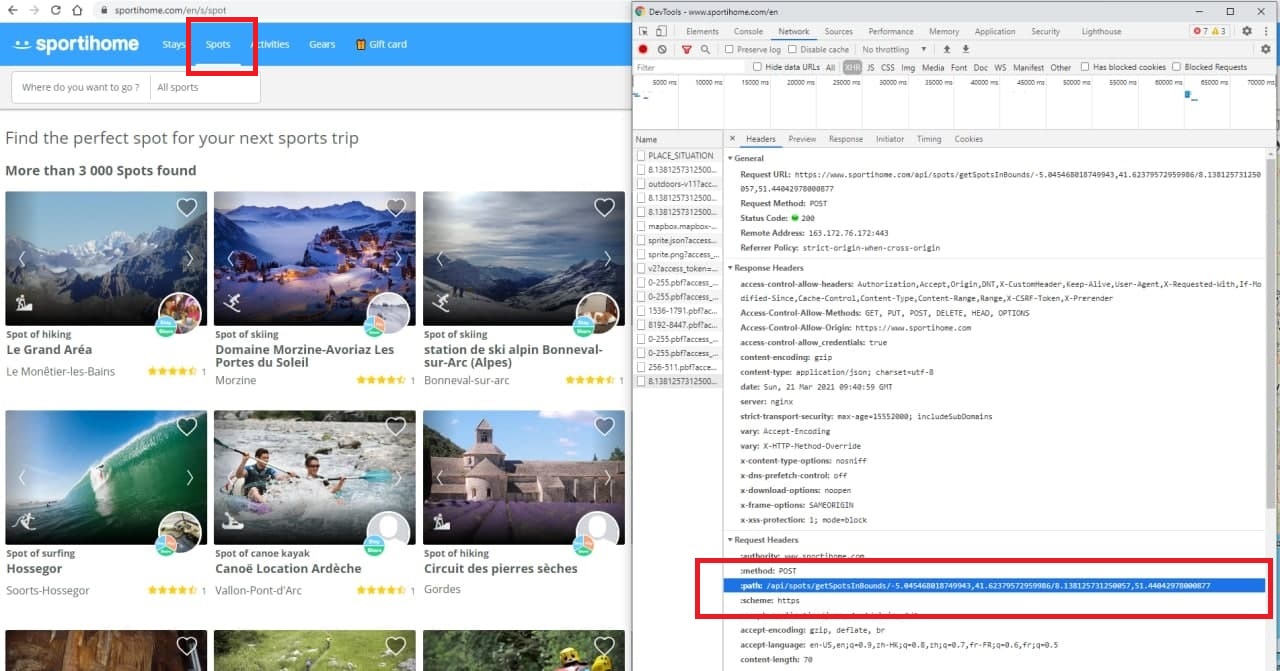 sportihome.com/en/s/spot
sportihome
Stays
Spots
ctivities
Gears
Gift card
Where do you want to go ?
All sports
Find the perfect spot for your next sports trip
More than 3 000 Spots found
Spot of hiking
Le Grand Aréa
Le Monêtier-les-Bains
1
Spot of skiing
Domaine Morzine-Avoriaz Les
Portes du Soleil
Morzine
1
Spot of skiing
station de ski alpin Bonneval-
sur-Arc (Alpes)
Bonneval-sur-arc
1
Spot of surfing
Hossegor
Soorts-Hossegor
1
Spot of canoe kayak
Canoë Location Ardèche
Vallon-Pont-d'Arc
1
Spot of hiking
Circuit des pierres sèches
Gordes
DevTools - www.sportihome.com/en
Elements Console Network Sources Performance Memory Application Security Lighthouse
7 3
Preserve log Disable cache No throttling
Filter
Hide data URLs All XHR JS CSS Img Media Font Doc WS Manifest Other Has blocked cookies Blocked Requests
5000 ms 10000 ms 15000 ms 20000 ms 25000 ms 30000 ms 35000 ms 40000 ms 45000 ms 50000 ms 55000 ms 60000 ms 65000 ms 70000 ms
Name
PLACE_SITUATION
8.1381257312500...
outdoors-v11?acc...
8.1381257312500...
8.1381257312500...
mapbox.mapbox-...
sprite.json?access...
sprite.png?access_...
v2?access_token=...
0-255.pbf?access_...
0-255.pbf?access_...
1536-1791.pbf?ac...
8192-8447.pbf?ac...
0-255.pbf?access_...
0-255.pbf?access_...
256-511.pbf?acce...
8.1381257312500...
Headers Preview Response Initiator Timing Cookies
General
Request URL: https://www.sportihome.com/api/spots/getSpotsInBounds/-5.045468018749943,41.62379572959986/8.138125731250
057,51.44042978000877
Request Method: POST
Status Code: 200
Remote Address: 163.172.76.172:443
Referrer Policy: strict-origin-when-cross-origin
Response Headers
access-control-allow-headers: Authorization,Accept,Origin,DNT,X-CustomHeader,Keep-Alive,User-Agent,X-Requested-With,If-Mo
dified-Since,Cache-Control,Content-Type,Content-Range,Range,X-CSRF-Token,X-Prerender
Access-Control-Allow-Methods: GET, PUT, POST, DELETE, HEAD, OPTIONS
Access-Control-Allow-Origin: https://www.sportihome.com
access-control-allow_credentials: true
content-encoding: gzip
content-type: application/json; charset=utf-8
date: Sun, 21 Mar 2021 09:40:59 GMT
server: nginx
strict-transport-security: max-age=15552000; includeSubDomains
vary: Accept-Encoding
vary: X-HTTP-Method-Override
x-content-type-options: nosniff
x-dns-prefetch-control: off
x-download-options: noopen
x-frame-options: SAMEORIGIN
x-xss-protection: 1; mode=block
Request Headers
:authority: www.sportihome.com
:method: POST
:path: /api/spots/getSpotsInBounds/-5.045468018749943,41.62379572959986/8.138125731250057,51.44042978000877
:scheme: https
accept-encoding: gzip, deflate, br
accept-language: en-US,en;q=0.9,zh-HK;q=0.8,zh;q=0.7,fr-FR;q=0.6,fr;q=0.5
content-length: 70